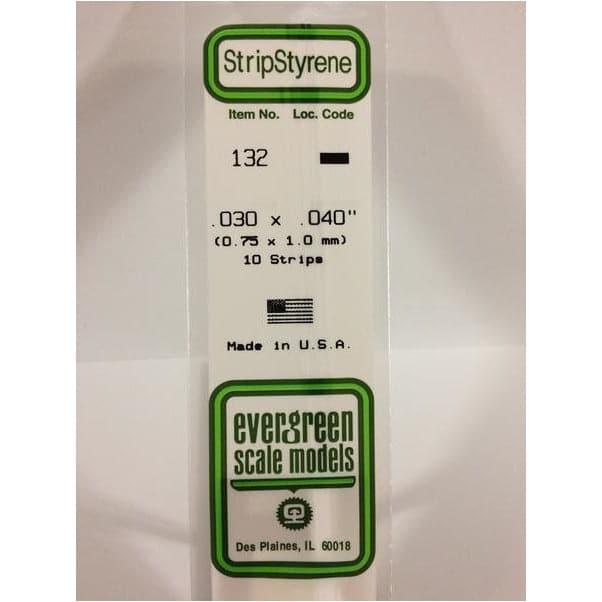 StripStyrene
Item No. Loc. Code
132
.030 x .040"
(0.75 x 1.0 mm)
10 Strips
Made in U.S.A.
evergreen
scale models
Des Plaines, IL 60018